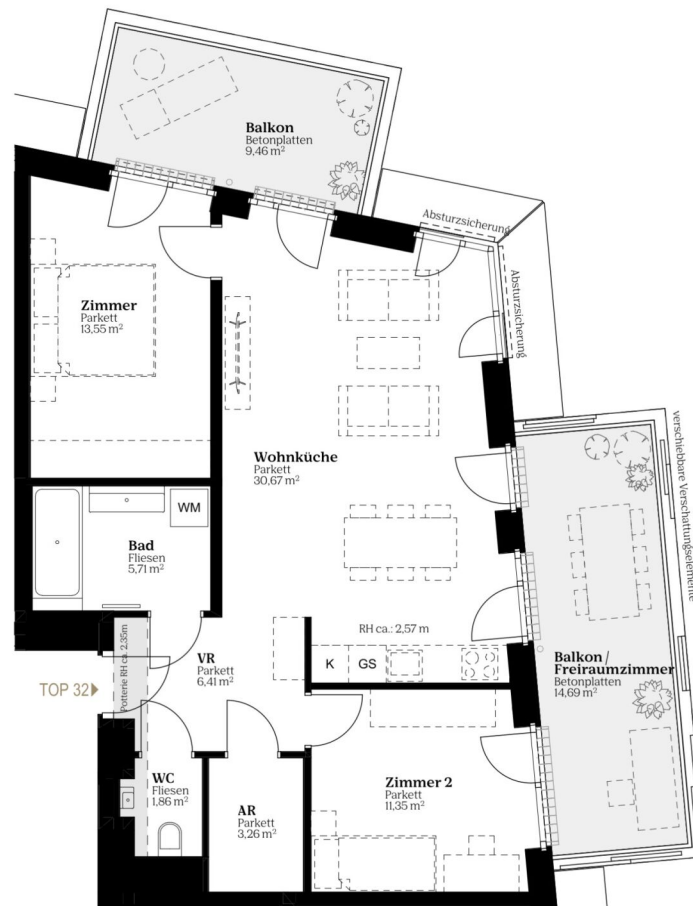 Balkon
Betonplatten
9,46 m²
Absturzsicherung
Absturzsicherung
Zimmer
Parkett
13,55 m²
verschiebbare Verschattungselemente
Wohnküche
Parkett
30,67 m²
WM
Bad
Fliesen
5,71 m²
RH ca.: 2,57 m
Potterie RH ca. 2.35m
VR
Parkett
6,41 m²
K
GS
Balkon/
Freiraumzimmer
Betonplatten
14,69 m²
TOP 32
WC
Fliesen
1,86 m²
AR
Parkett
3,26 m²
Zimmer 2
Parkett
11,35 m²